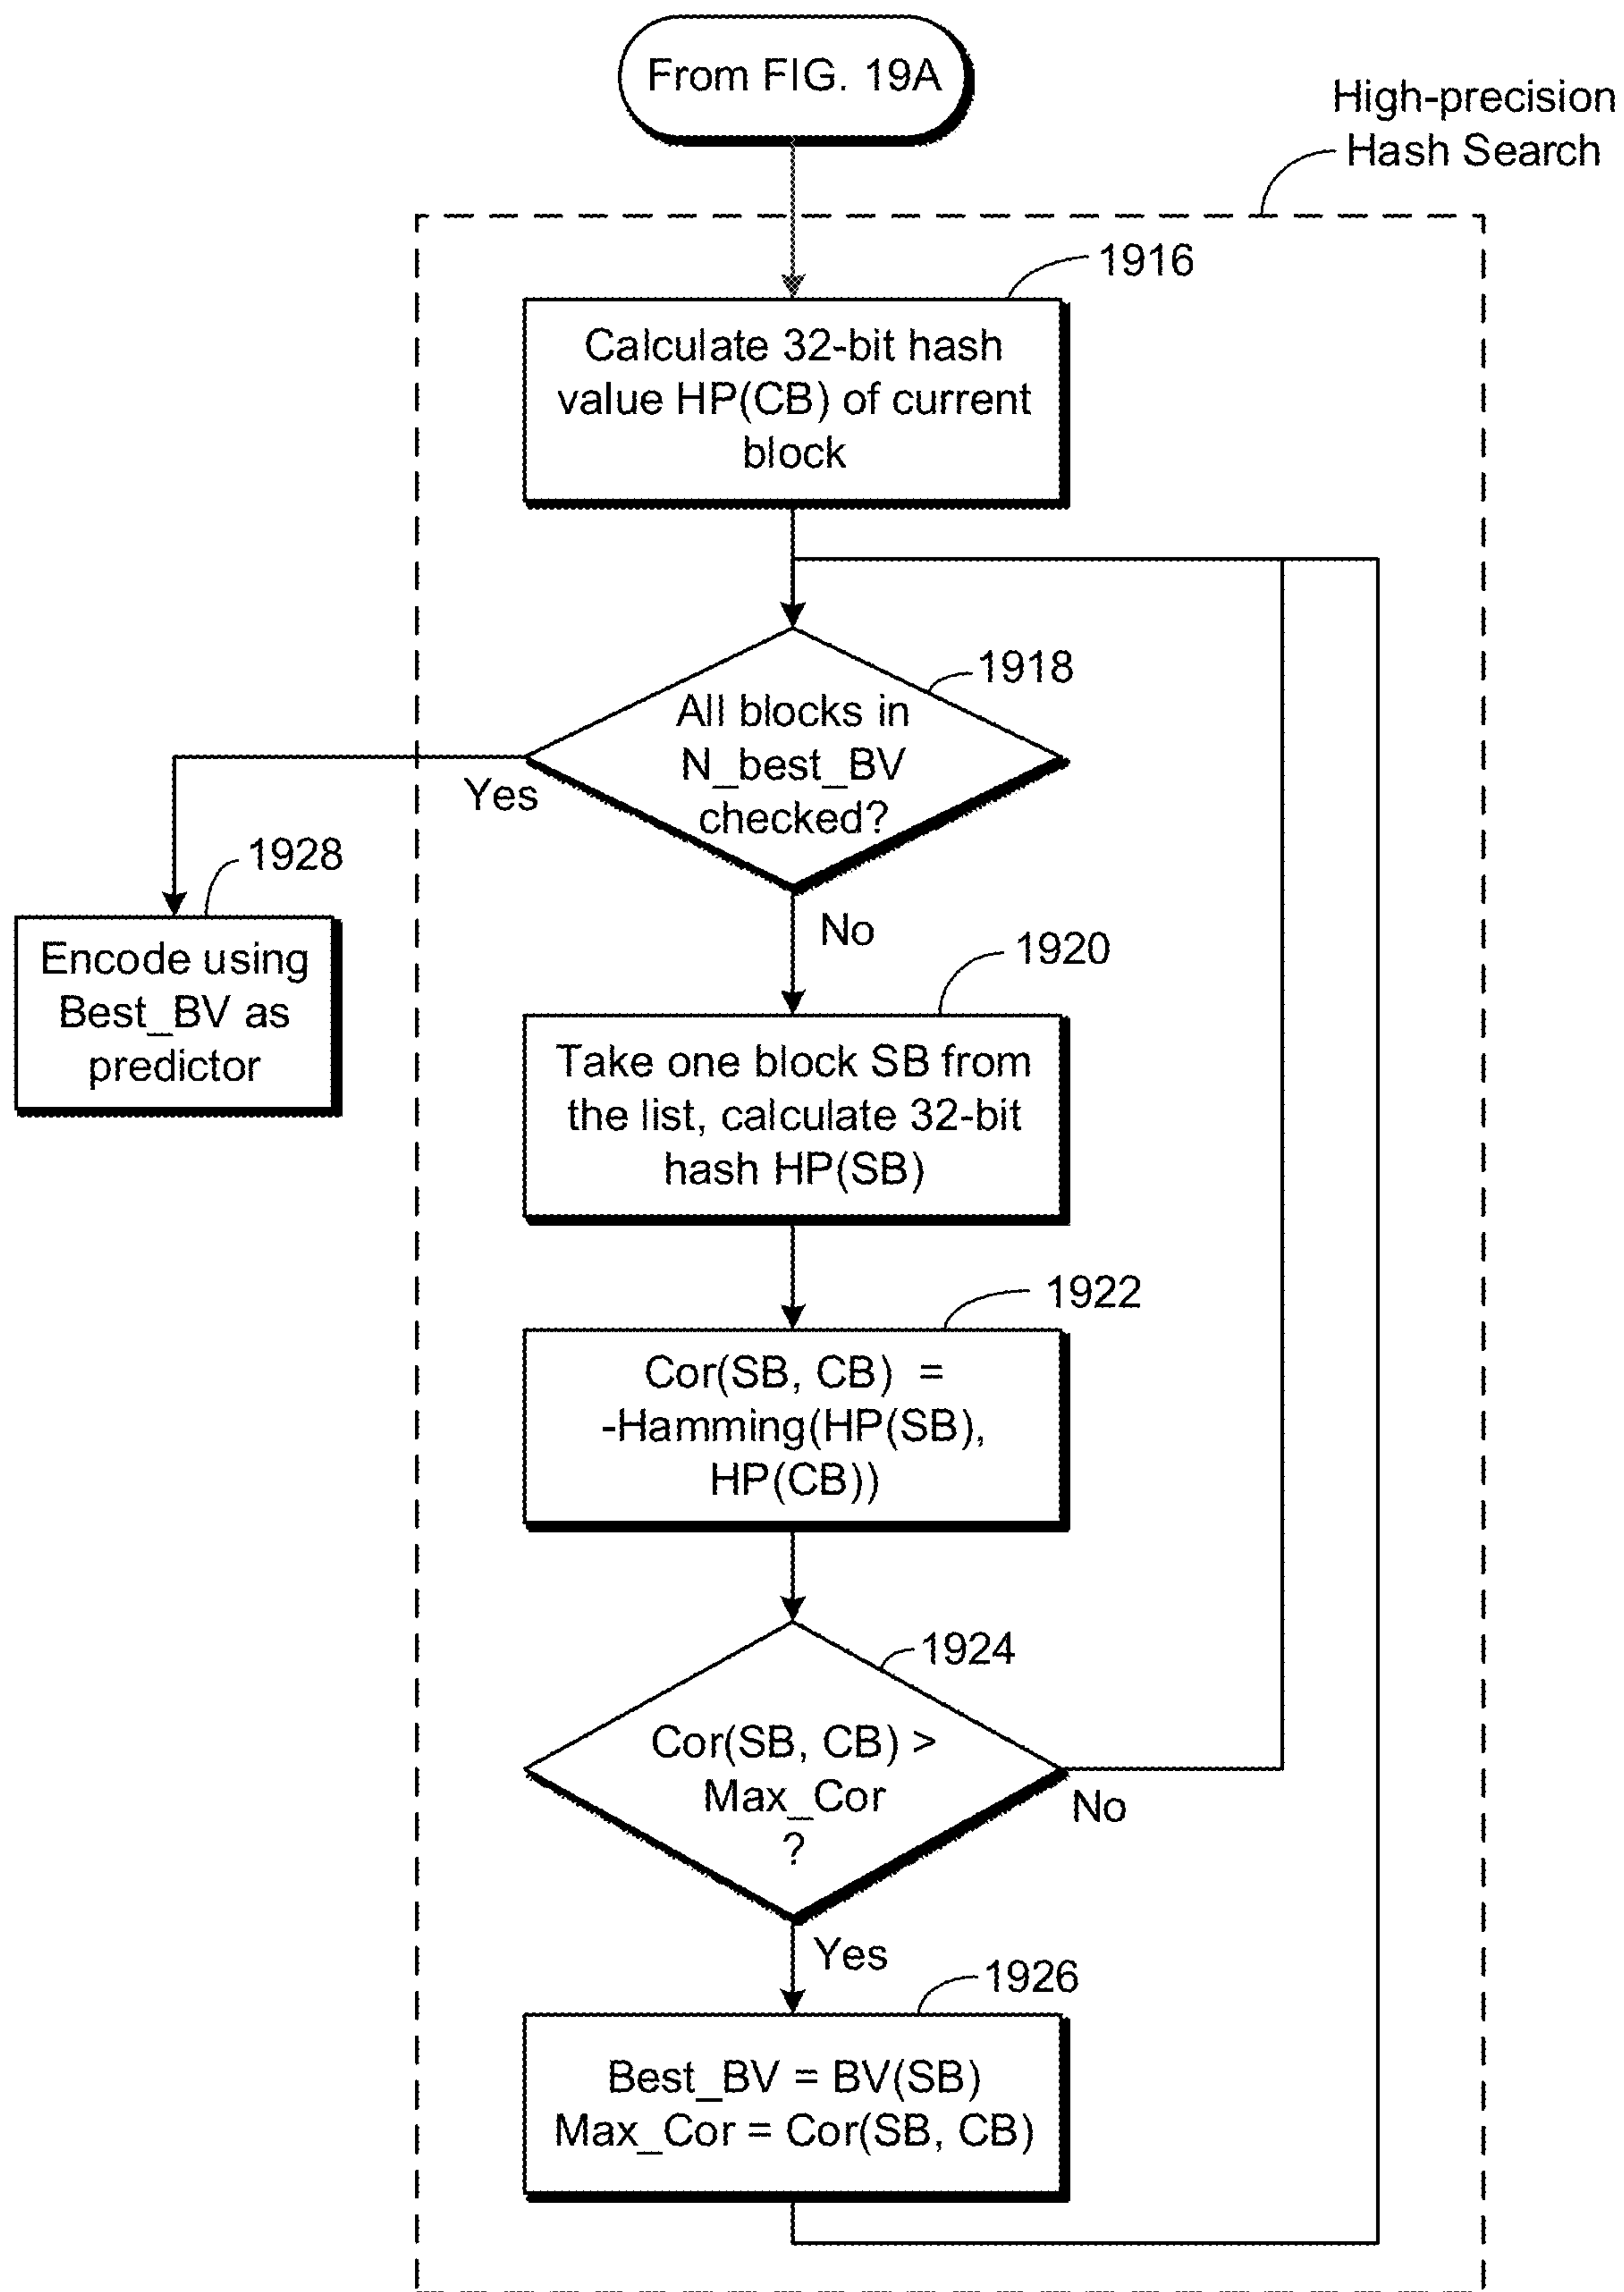 From FIG. 19A
High-precision
Hash Search
1916
Calculate 32-bit hash
value HP(CB) of current
block
1918
All blocks in
N_best_BV
checked?
Yes
1928
Encode using
Best_BV as
predictor
No
1920
Take one block SB from
the list, calculate 32-bit
hash HP(SB)
1922
Cor(SB, CB) =
-Hamming(HP(SB),
HP(CB))
1924
Cor(SB, CB) >
Max_Cor
?
No
Yes
1926
Best_BV = BV(SB)
Max_Cor = Cor(SB, CB)